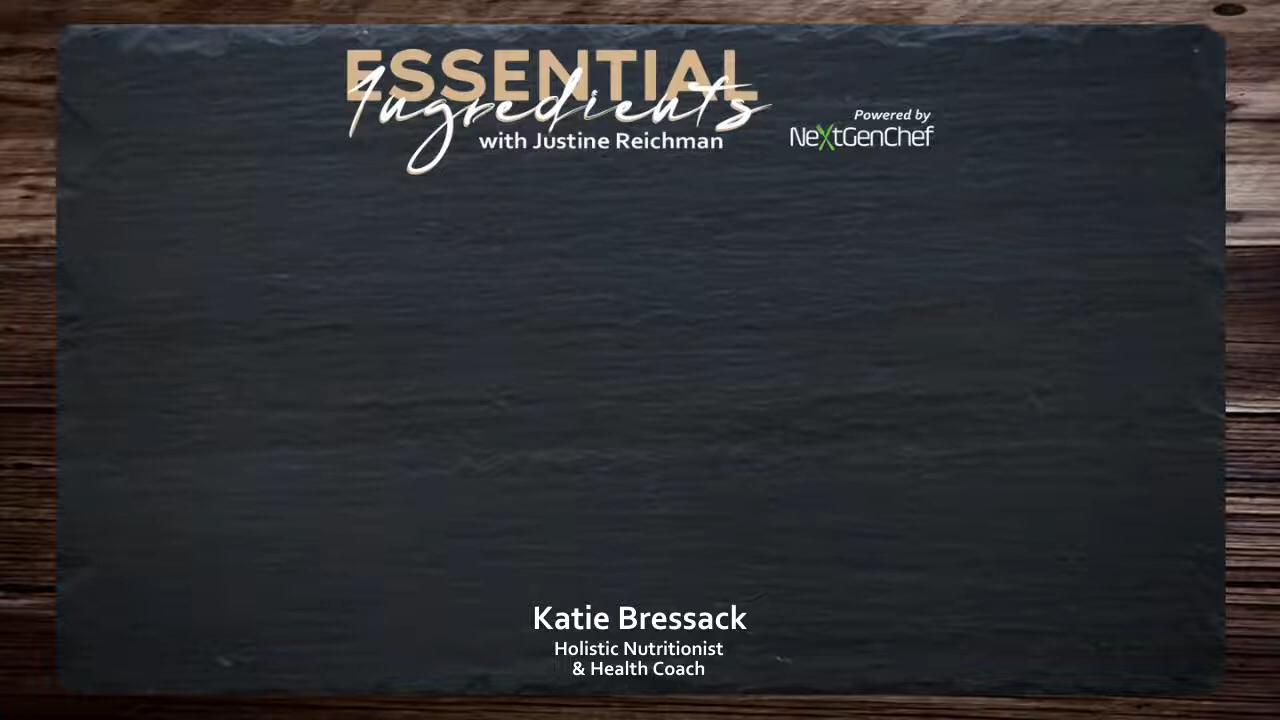 ESSENTIAL
Ingredients
with Justine Reichman
Powered by
NeXtGenChef
Katie Bressack
Holistic Nutritionist
& Health Coach